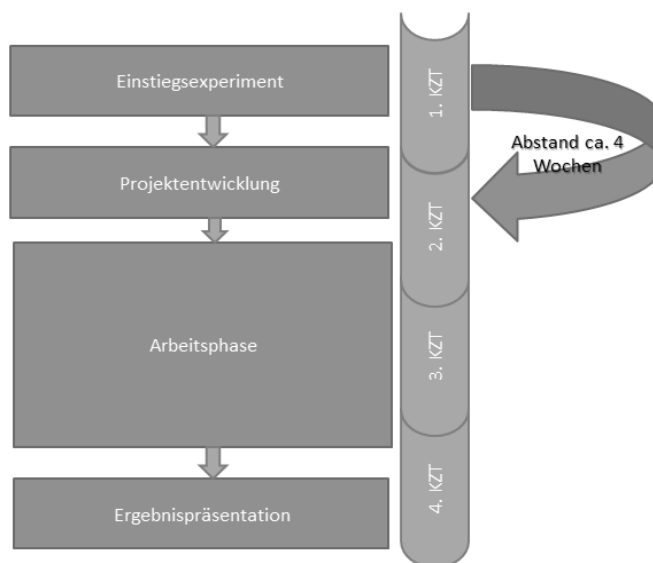 Einstiegsexperiment
Projektentwicklung
Arbeitsphase
Ergebnispräsentation
1. KZT
2. KZT
3. KZT
4. KZT
Abstand ca. 4
Wochen